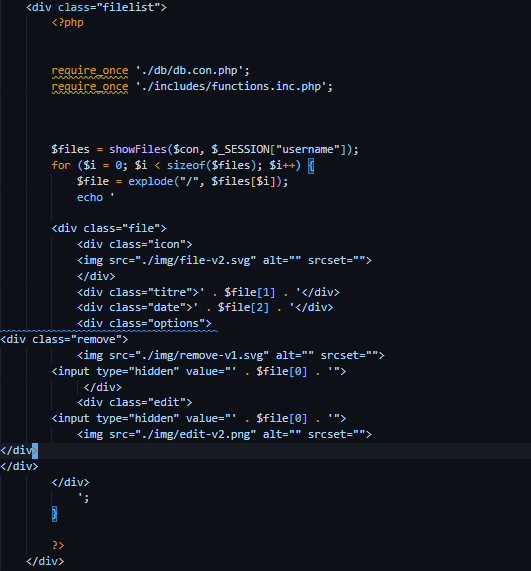 <div class="filelist">
<?php
require_once './db/db.con.php';
require_once './includes/functions.inc.php';
$files = showFiles($con, $_SESSION["username"]);
for ($i = 0; $i < sizeof($files); $i++) {
$file = explode("/", $files[$i]);
echo '
<div class="file">
<div class="icon">
<img src="./img/file-v2.svg" alt="" srcset="">
</div>
<div class="titre">' . $file[1] . '</div>
<div class="date">' . $file[2] . '</div>
<div class="options">
<div class="remove">
<img src="./img/remove-v1.svg" alt="" srcset="">
<input type="hidden" value="' . $file[0] . '">
</div>
<div class="edit">
<input type="hidden" value="' . $file[0] . '">
<img src="./img/edit-v2.png" alt="" srcset="">
</div>
</div>
</div>
';
}
?>
</div>